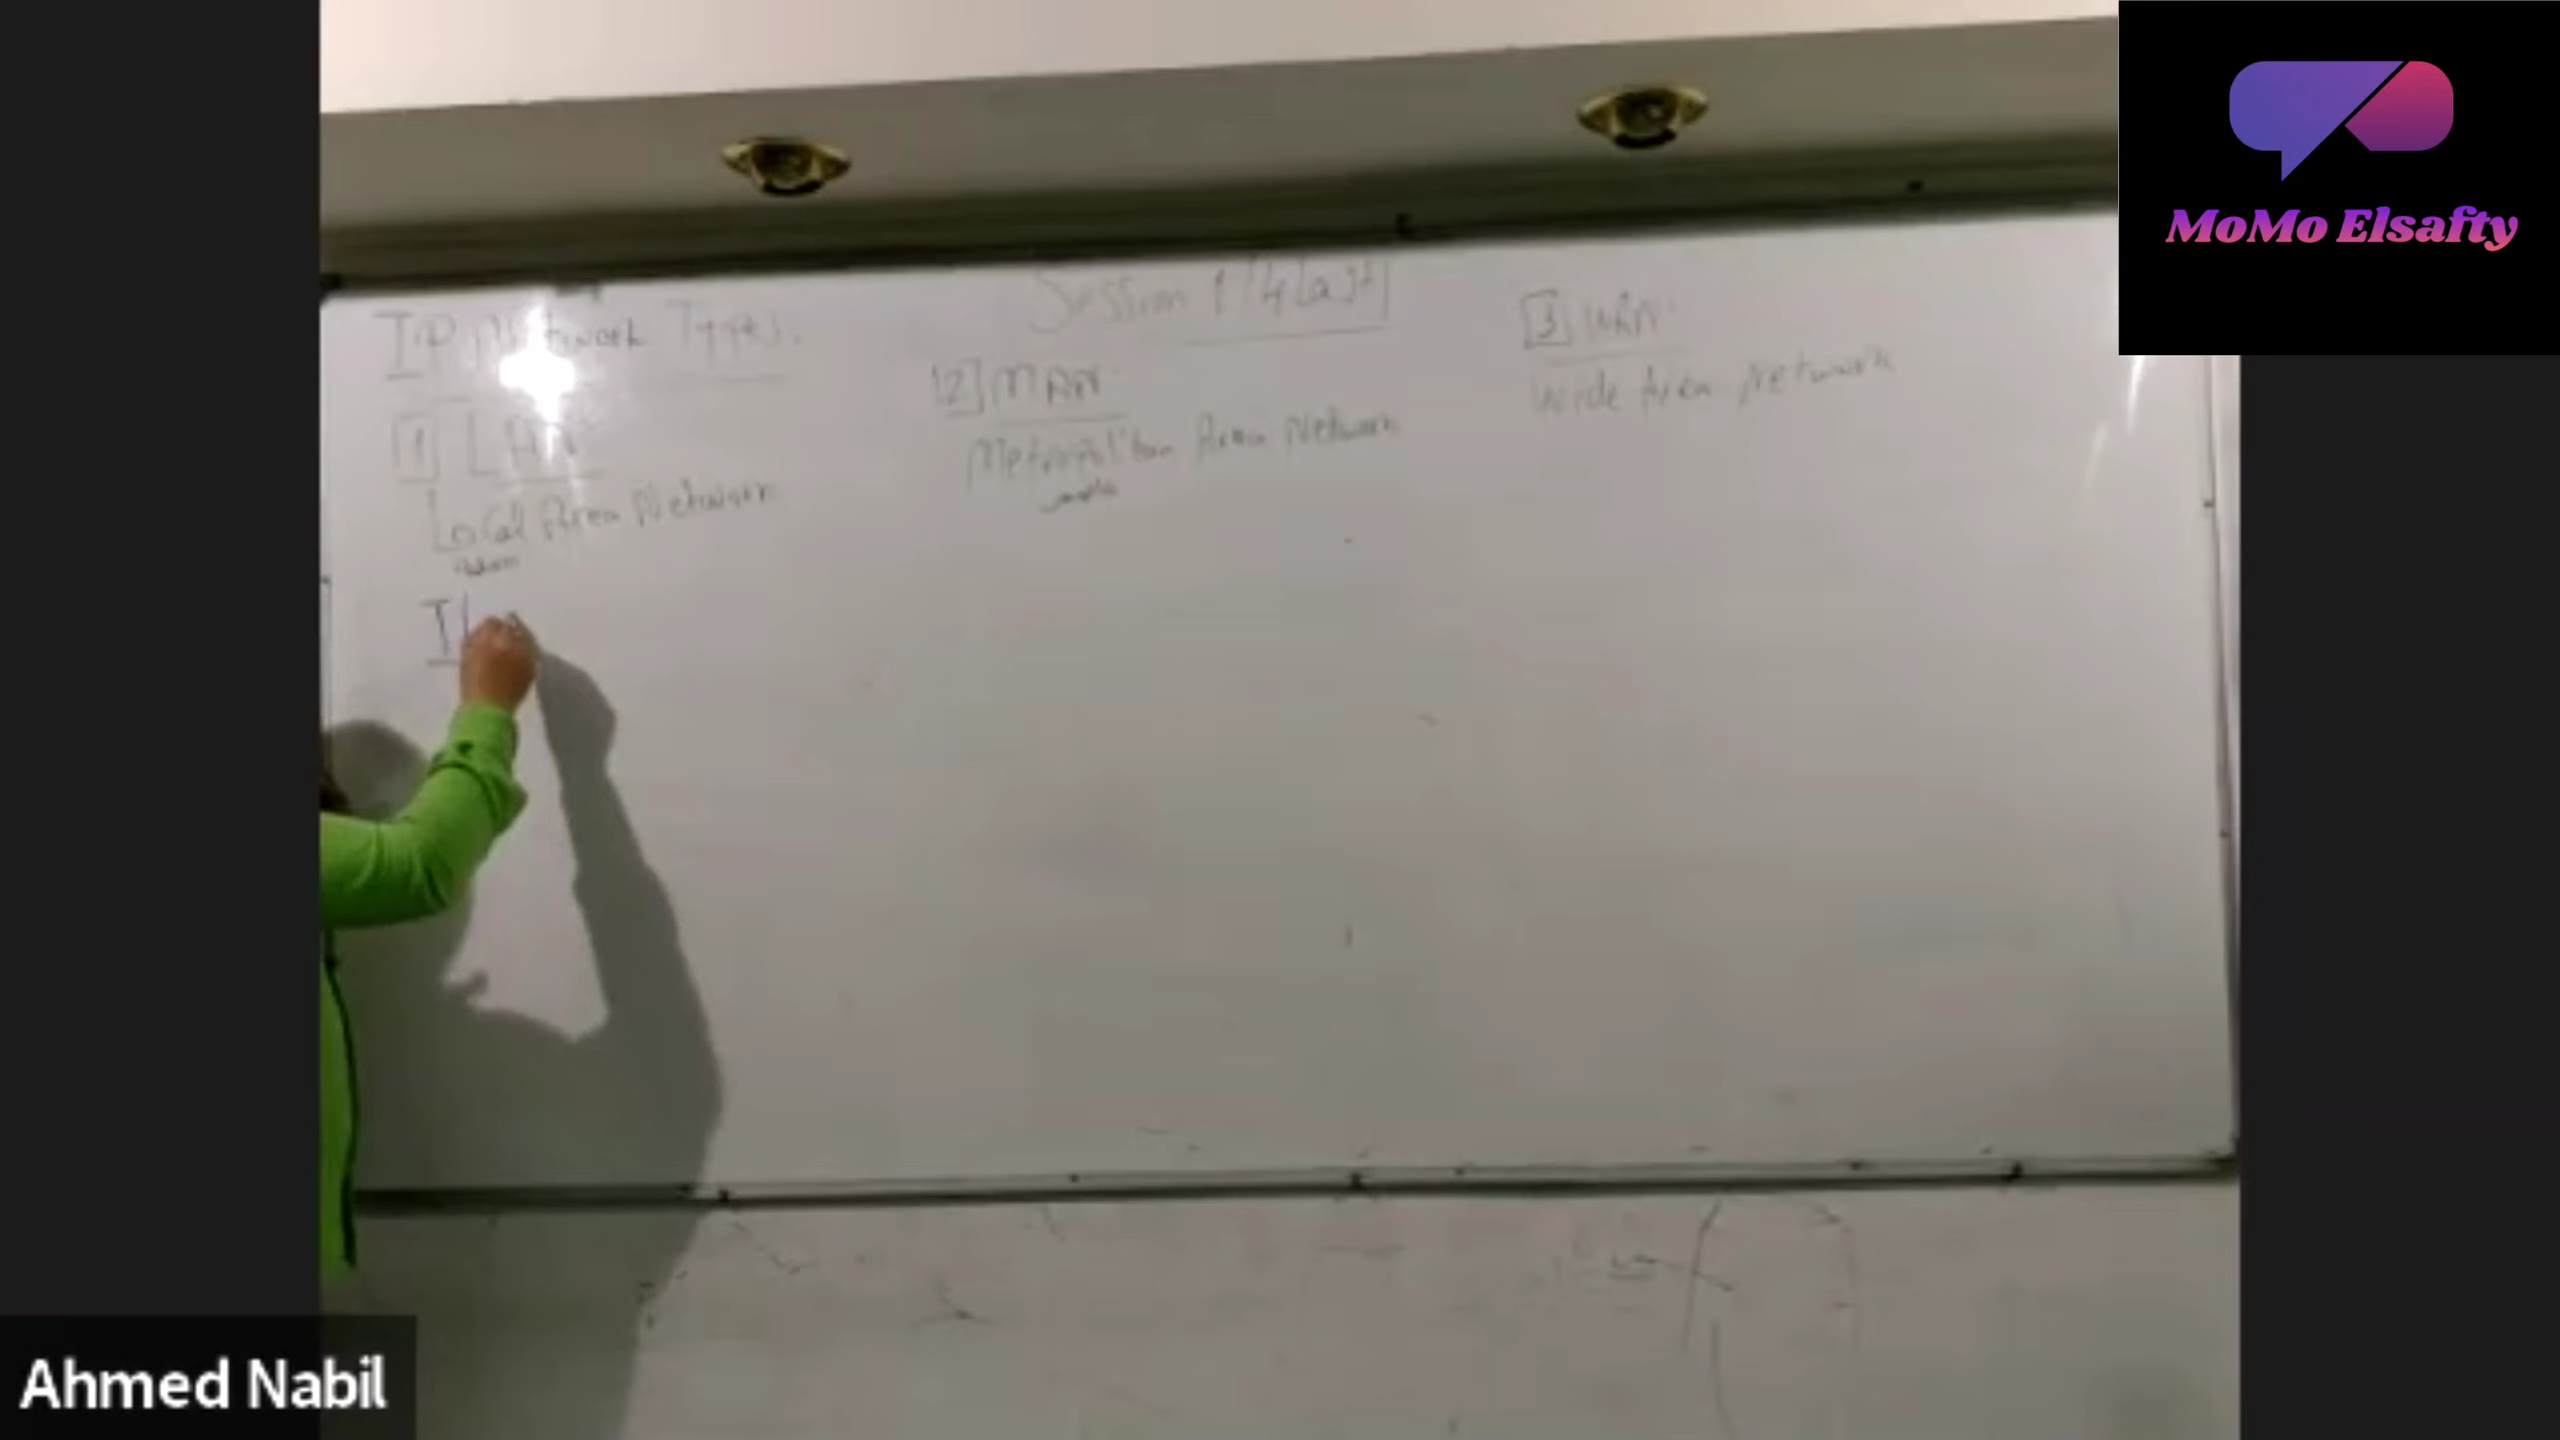 Session 1
IP Network Types.
[1] LAN
Local Area Network
[2] MAN
Metropolitan Area Network
[3] WAN
Wide Area Network
MoMo Elsafty
Ahmed Nabil